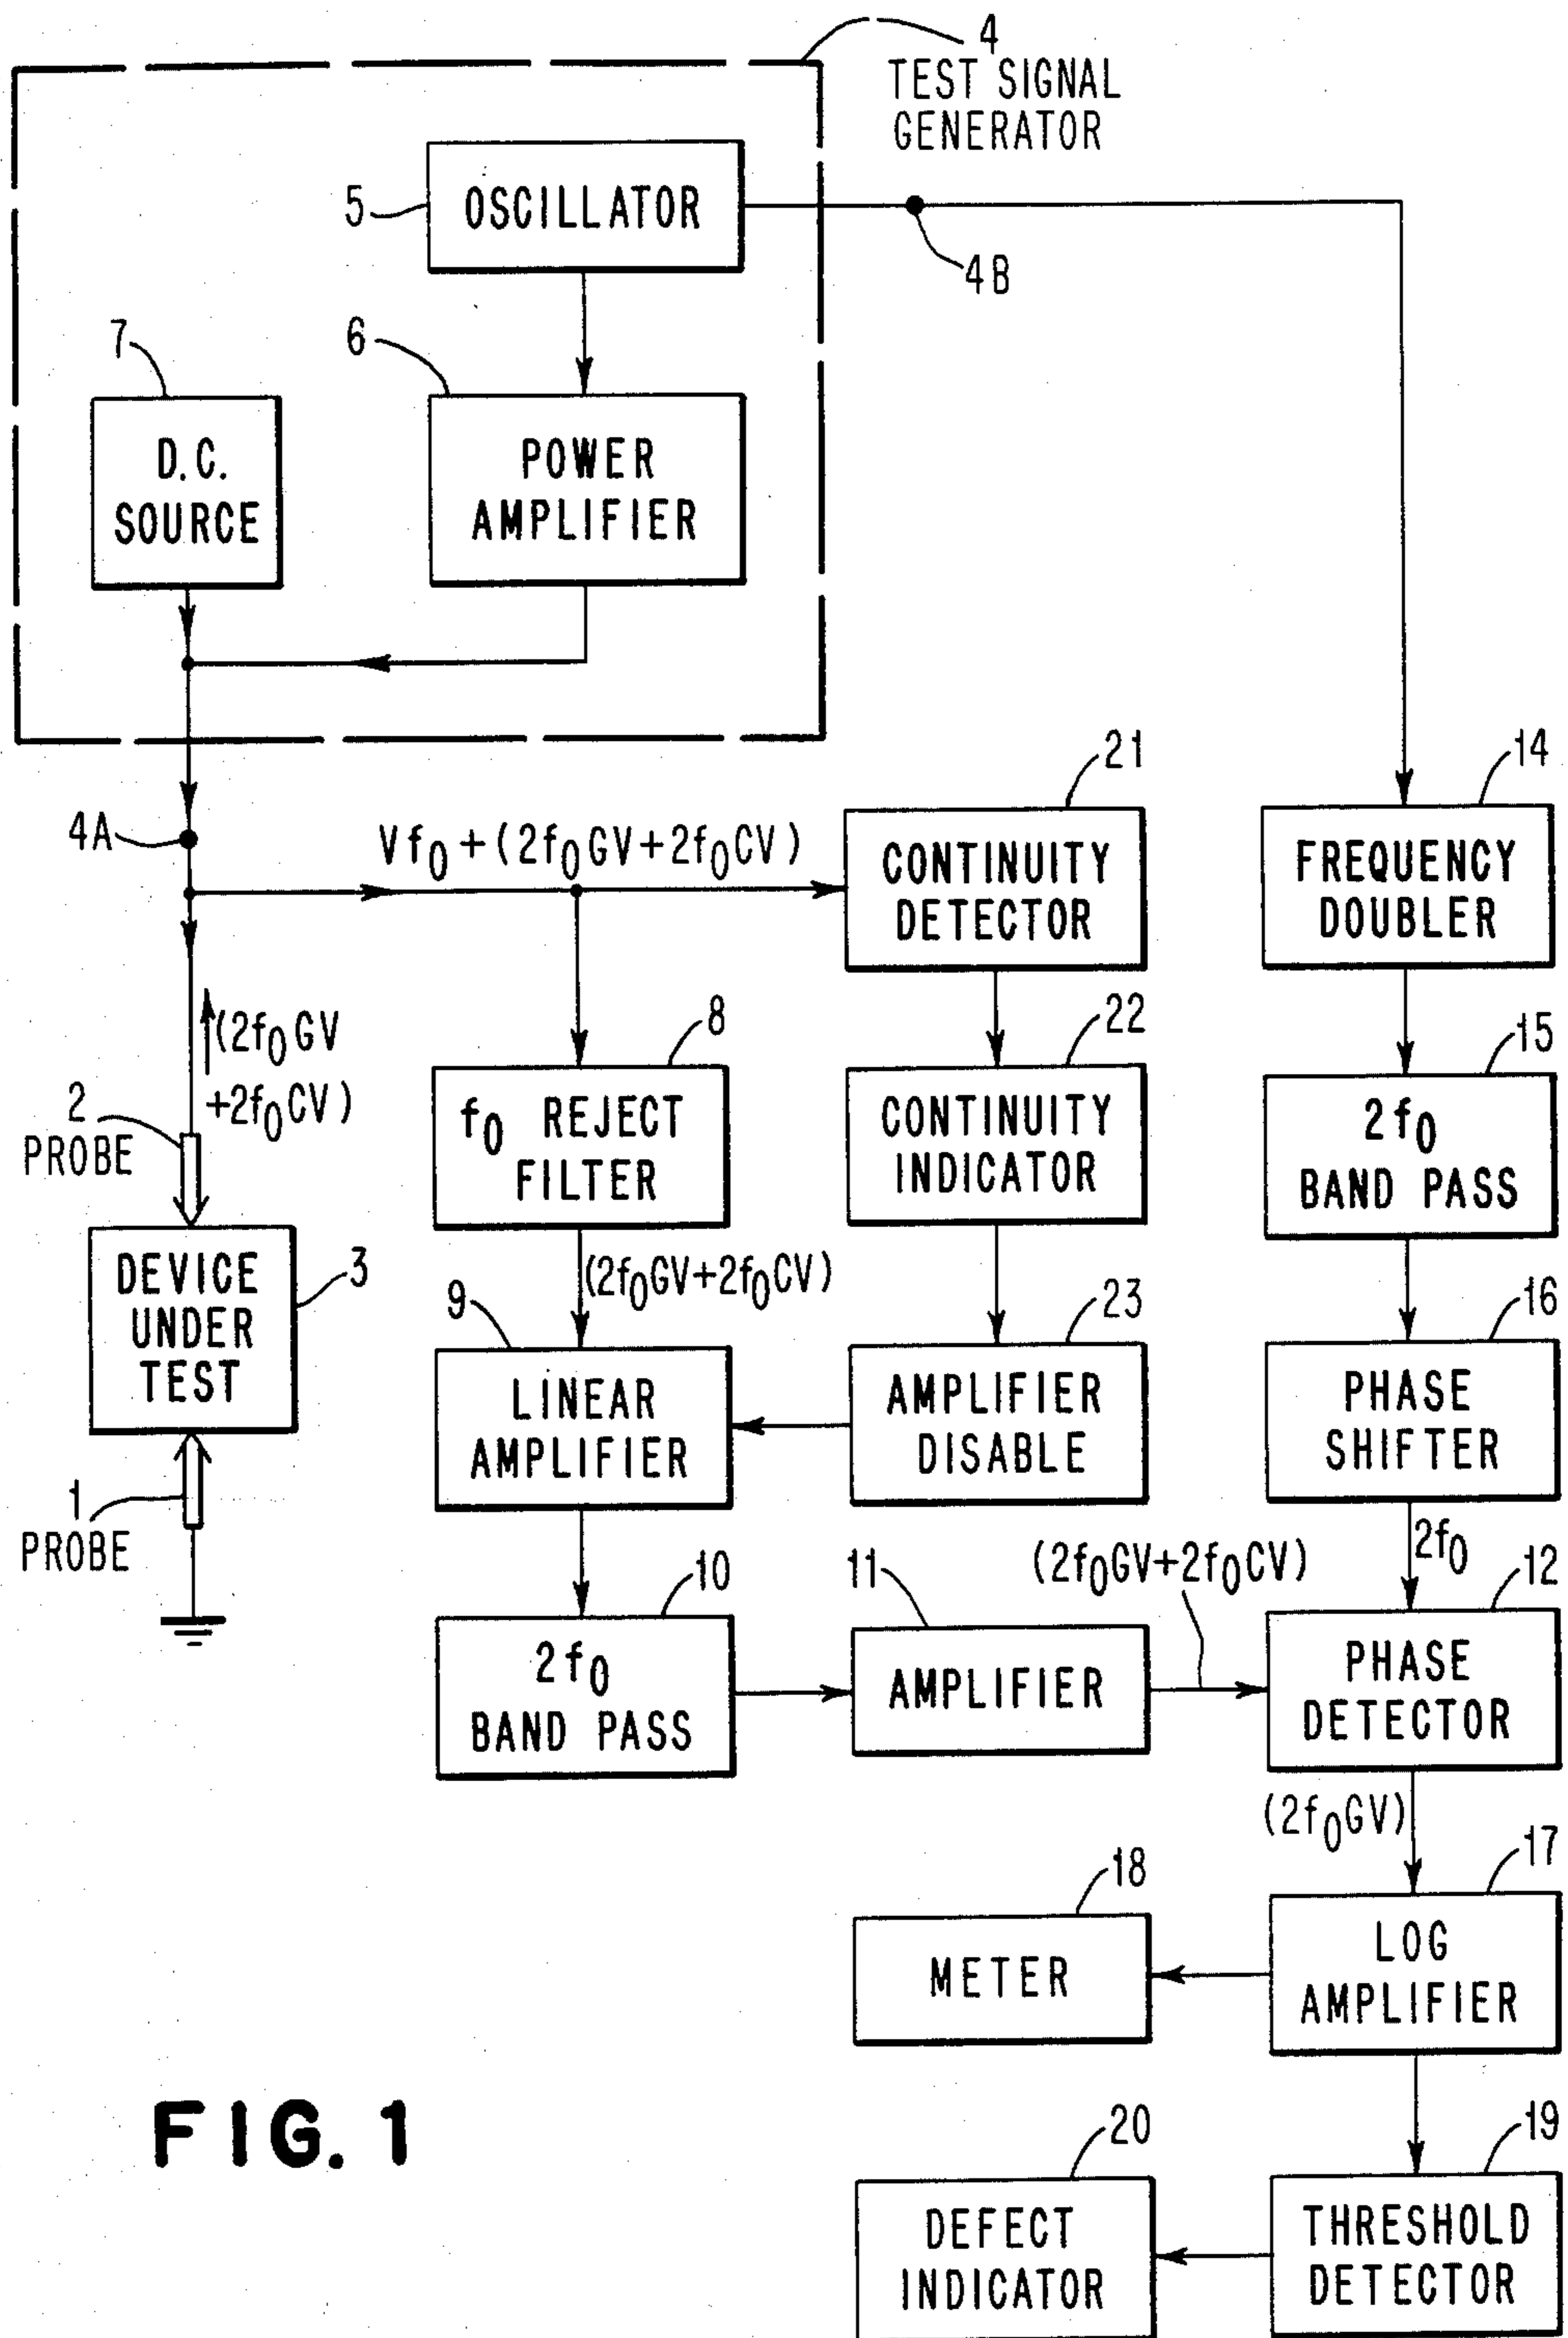 4
TEST SIGNAL
GENERATOR
5
OSCILLATOR
4B
7
6
D.C.
SOURCE
POWER
AMPLIFIER
4A
Vf0+(2f0GV+2f0CV)
21
CONTINUITY
DETECTOR
14
FREQUENCY
DOUBLER
(2f0GV
+2f0CV)
2
PROBE
8
f0 REJECT
FILTER
22
CONTINUITY
INDICATOR
15
2f0
BAND PASS
DEVICE
UNDER
TEST
3
(2f0GV+2f0CV)
9
LINEAR
AMPLIFIER
23
AMPLIFIER
DISABLE
16
PHASE
SHIFTER
1
PROBE
2f0
10
2f0
BAND PASS
11
AMPLIFIER
(2f0GV+2f0CV)
12
PHASE
DETECTOR
(2f0GV)
18
METER
17
LOG
AMPLIFIER
20
DEFECT
INDICATOR
19
THRESHOLD
DETECTOR
FIG. 1